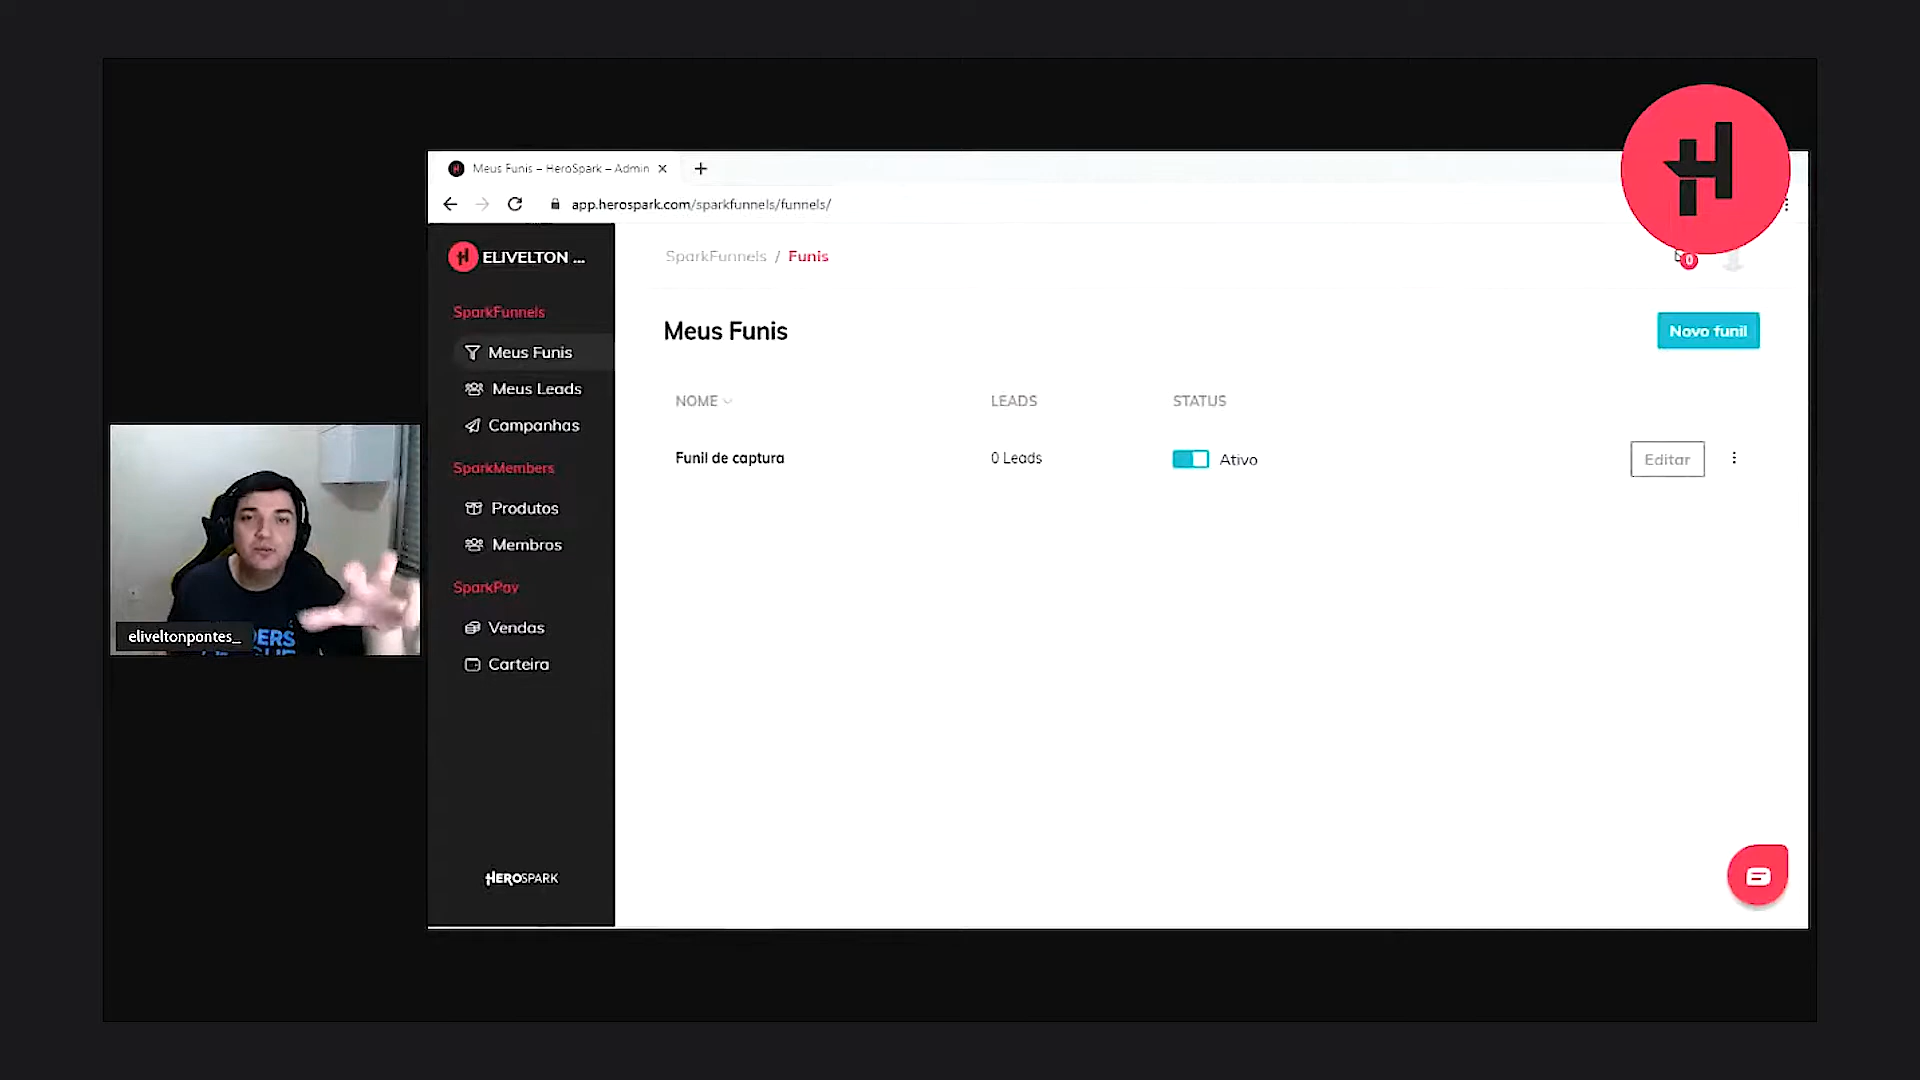 Meus Funis – HeroSpark – Admin
app.herospark.com/sparkfunnels/funnels/
ELIVELTON ...
SparkFunnels / Funis
0
SparkFunnels
Meus Funis
Novo funil
Meus Funis
Meus Leads
Campanhas
NOME
LEADS
STATUS
Funil de captura
0 Leads
Ativo
Editar
SparkMembers
Produtos
Membros
SparkPay
Vendas
Carteira
eliveltonpontes_
HEROSPARK